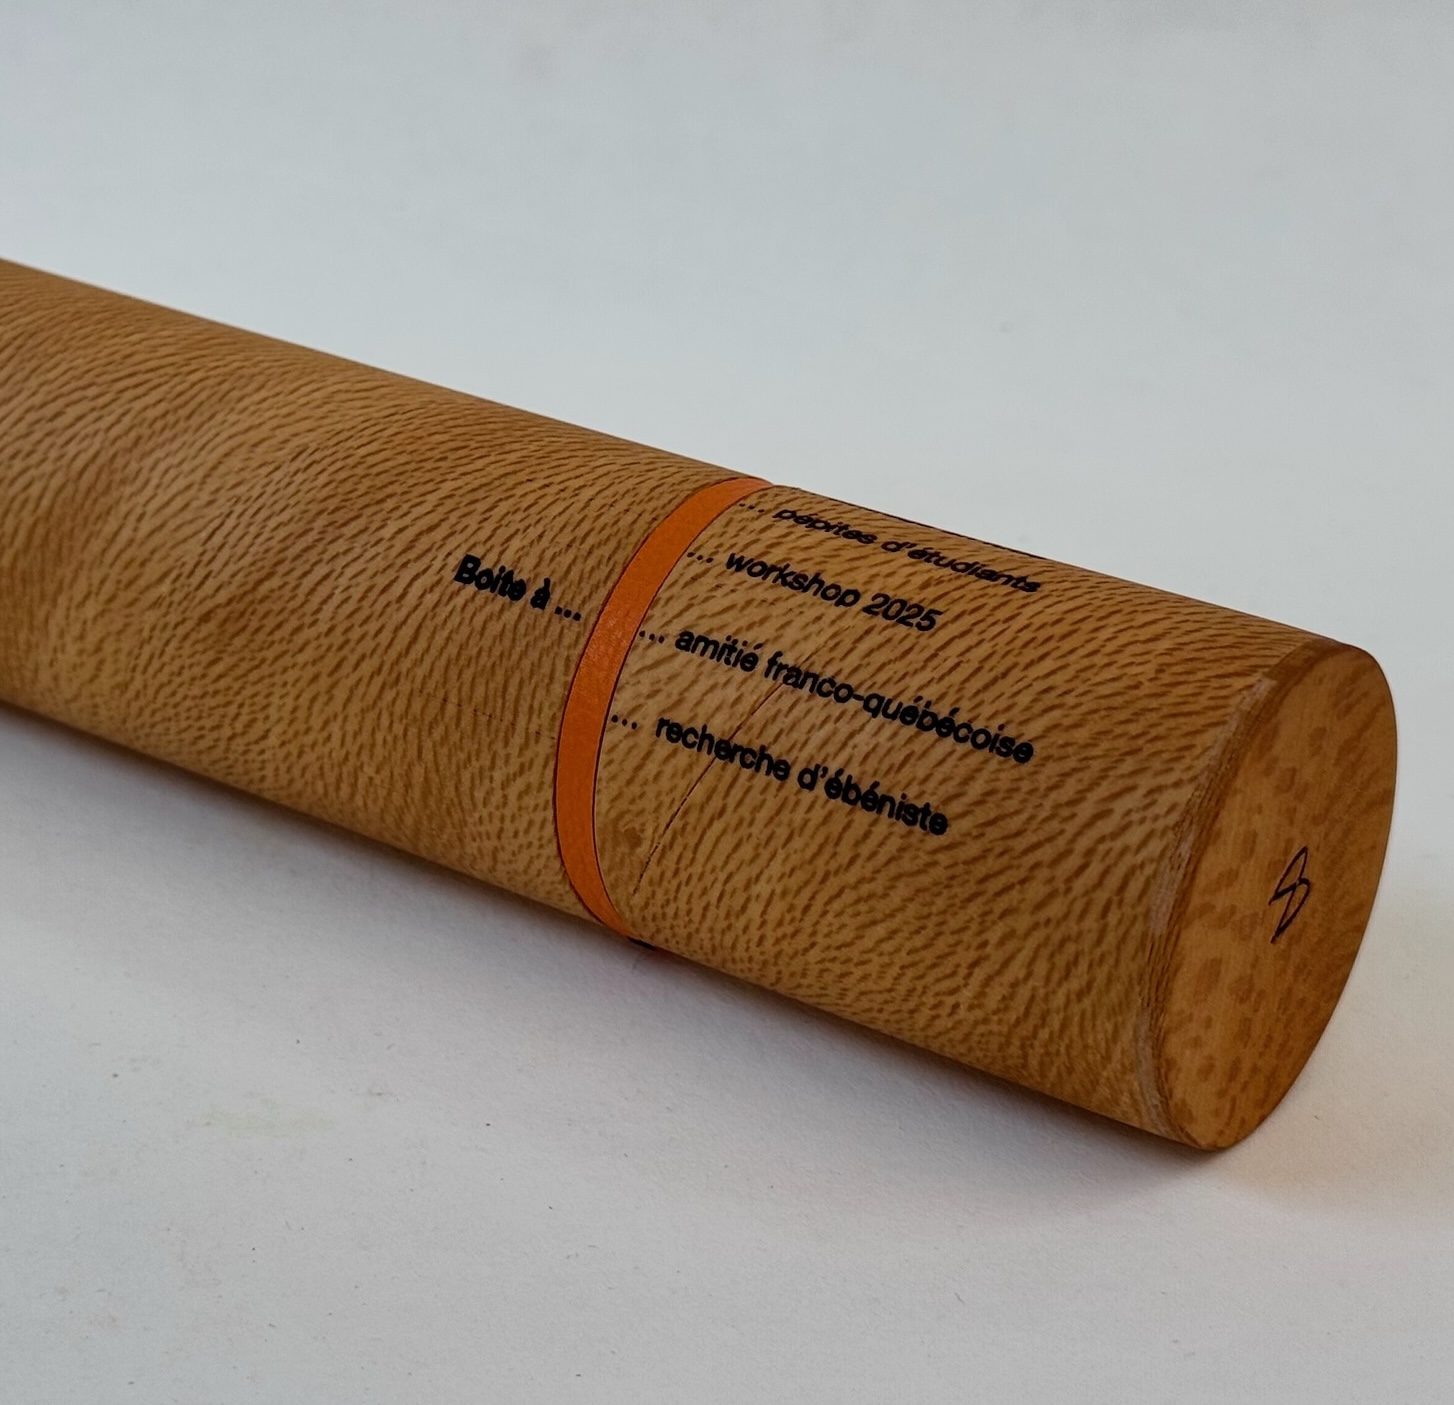 Boite à ...
... pépites d'étudiants
... workshop 2025
... amitié franco-québécoise
... recherche d'ébéniste